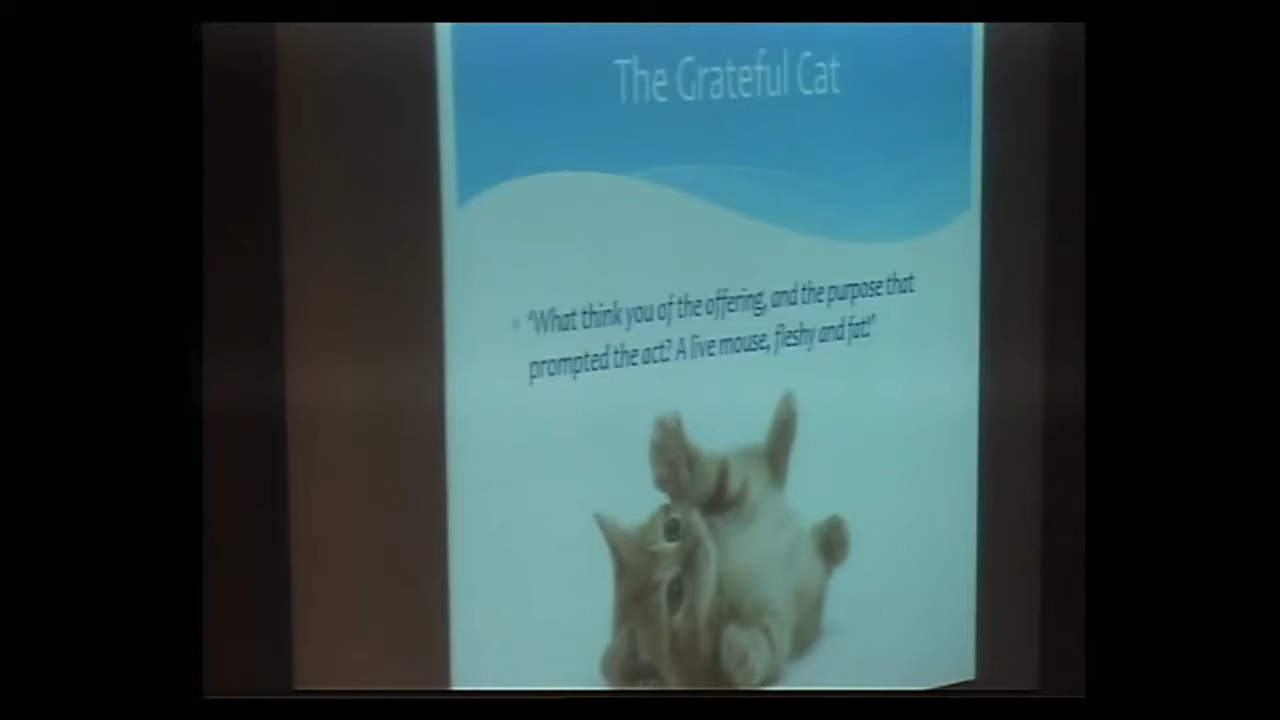 The Grateful Cat
"What think you of the offering, and the purpose that
prompted the act? A live mouse, fleshy and fat!"